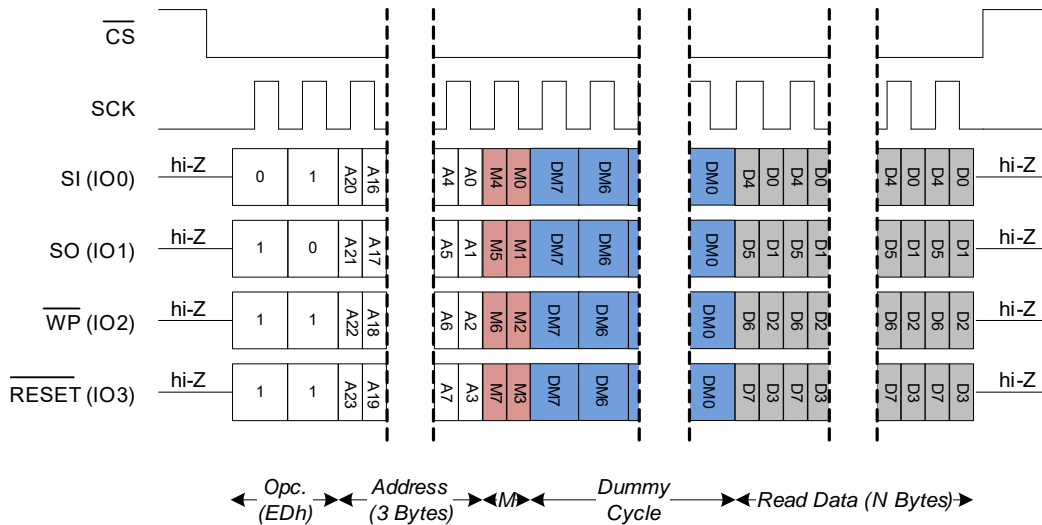 CS
SCK
SI (IO0) hi-Z 0 1 A20 A16 A4 A0 M4 M0 DM7 DM6 DM0 D4 D0 D4 D0 D4 D0 D4 D0 hi-Z
SO (IO1) hi-Z 1 0 A21 A17 A5 A1 M5 M1 DM7 DM6 DM0 D5 D1 D5 D1 D5 D1 D5 D1 hi-Z
WP (IO2) hi-Z 1 1 A22 A18 A6 A2 M6 M2 DM7 DM6 DM0 D6 D2 D6 D2 D6 D2 D6 D2 hi-Z
RESET (IO3) hi-Z 1 1 A23 A19 A7 A3 M7 M3 DM7 DM6 DM0 D7 D3 D7 D3 D7 D3 D7 D3 hi-Z
Opc. Address Dummy
(EDh) (3 Bytes) M Cycle Read Data (N Bytes)